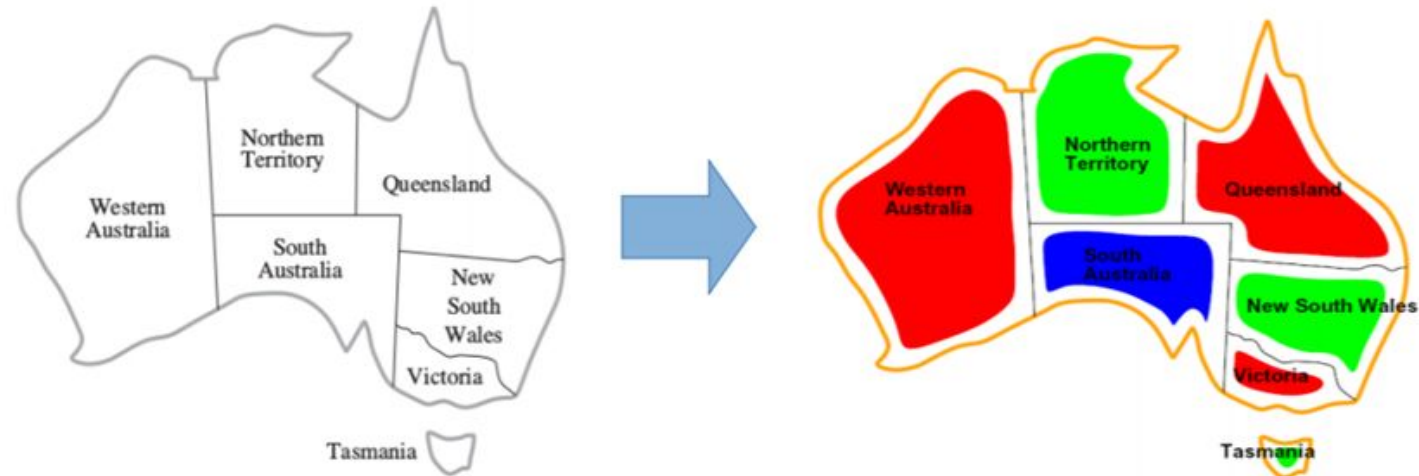 Northern
Territory
Western
Australia
Queensland
South
Australia
New
South
Wales
Victoria
Tasmania
Northern
Territory
Western
Australia
Queensland
South
Australia
New South Wales
Victoria
Tasmania